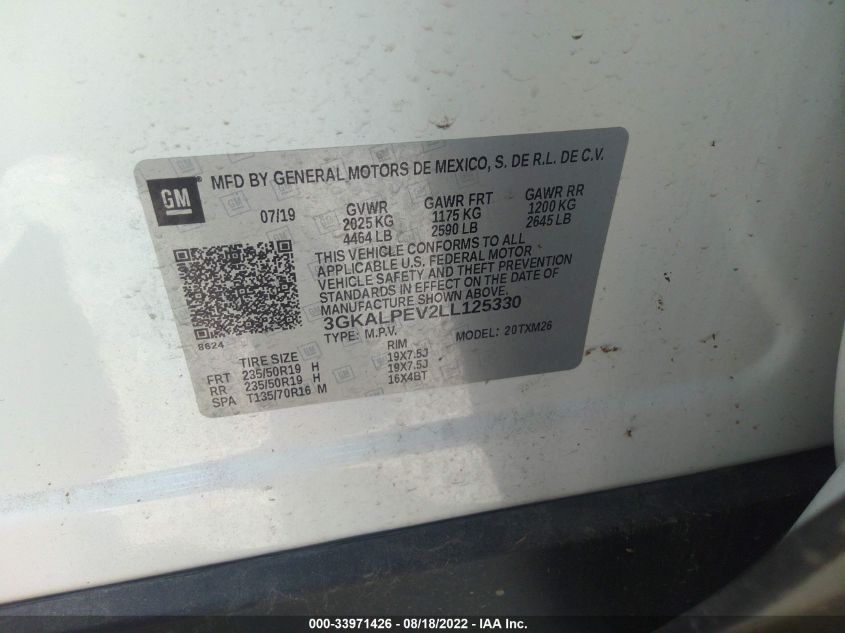 MFD BY GENERAL MOTORS DE MEXICO, S. DE R.L. DE C.V.
GM
07/19 GVWR GAWR FRT GAWR RR
2025 KG 1175 KG 1200 KG
4464 LB 2590 LB 2645 LB
THIS VEHICLE CONFORMS TO ALL
APPLICABLE U.S. FEDERAL MOTOR
VEHICLE SAFETY AND THEFT PREVENTION
STANDARDS IN EFFECT ON THE DATE OF
MANUFACTURE SHOWN ABOVE.
3GKALPEV2LL125330
8624 TYPE: M.P.V. MODEL: 20TXM26
TIRE SIZE RIM
FRT 235/50R19 H 19X7.5J
RR 235/50R19 H 19X7.5J
SPA T135/70R16 M 16X4BT
000-33971426 - 08/18/2022 - IAA Inc.